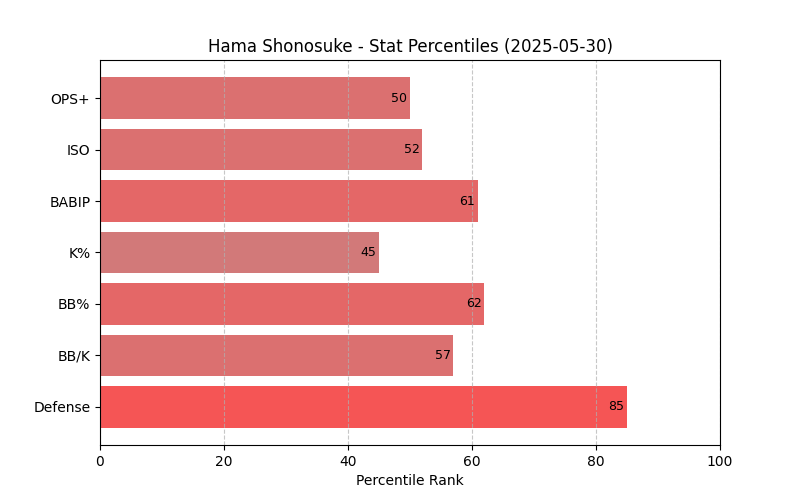 Hama Shonosuke - Stat Percentiles (2025-05-30)
OPS+ 50
ISO 52
BABIP 61
K% 45
BB% 62
BB/K 57
Defense 85
0 20 40 60 80 100
Percentile Rank